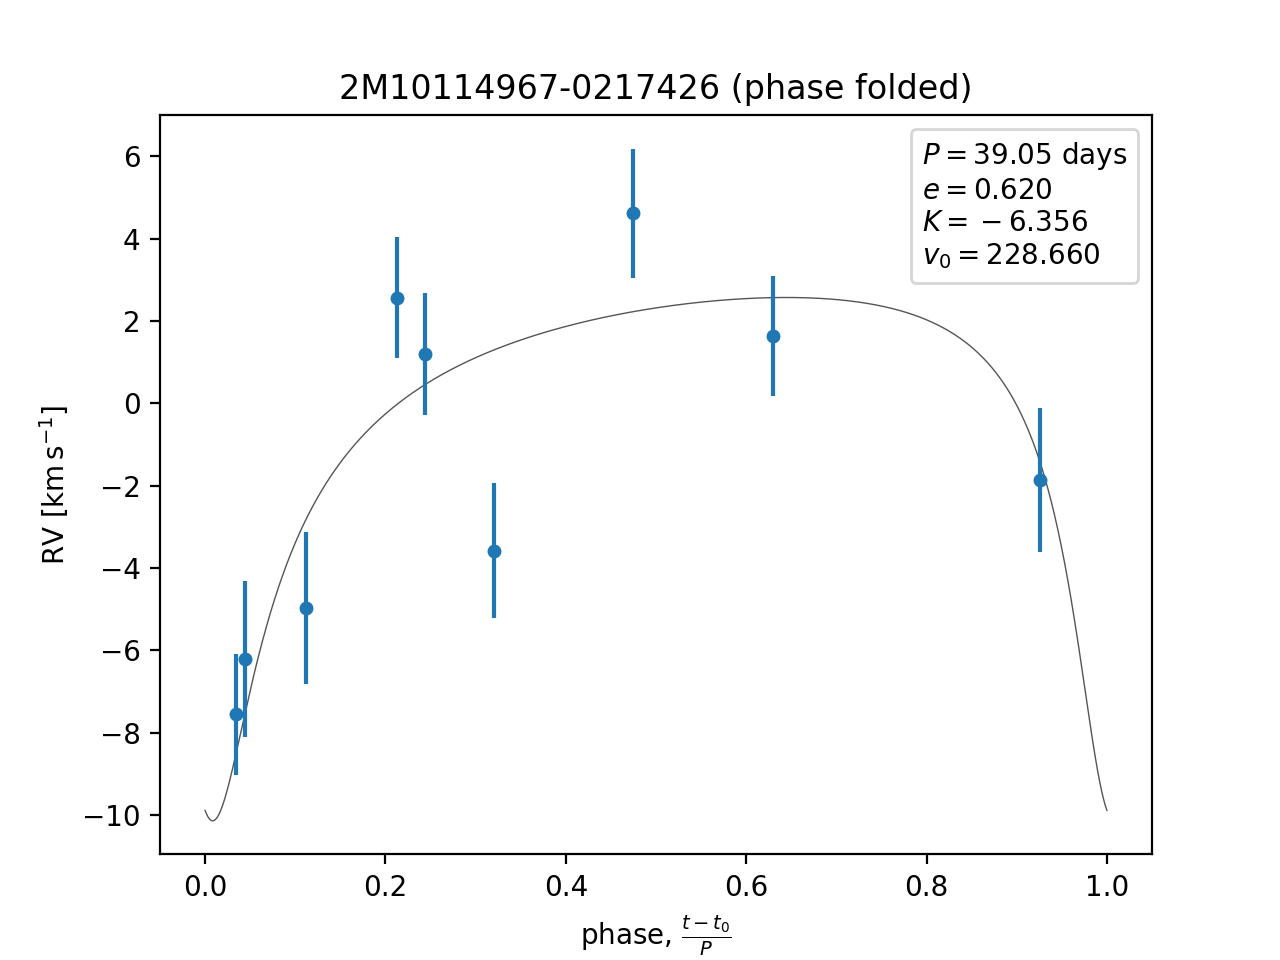 2M10114967-0217426 (phase folded)
P = 39.05 days
e = 0.620
K = −6.356
v₀ = 228.660
RV [km s⁻¹]
6
4
2
0
−2
−4
−6
−8
−10
0.0 0.2 0.4 0.6 0.8 1.0
phase, (t − t₀)/P